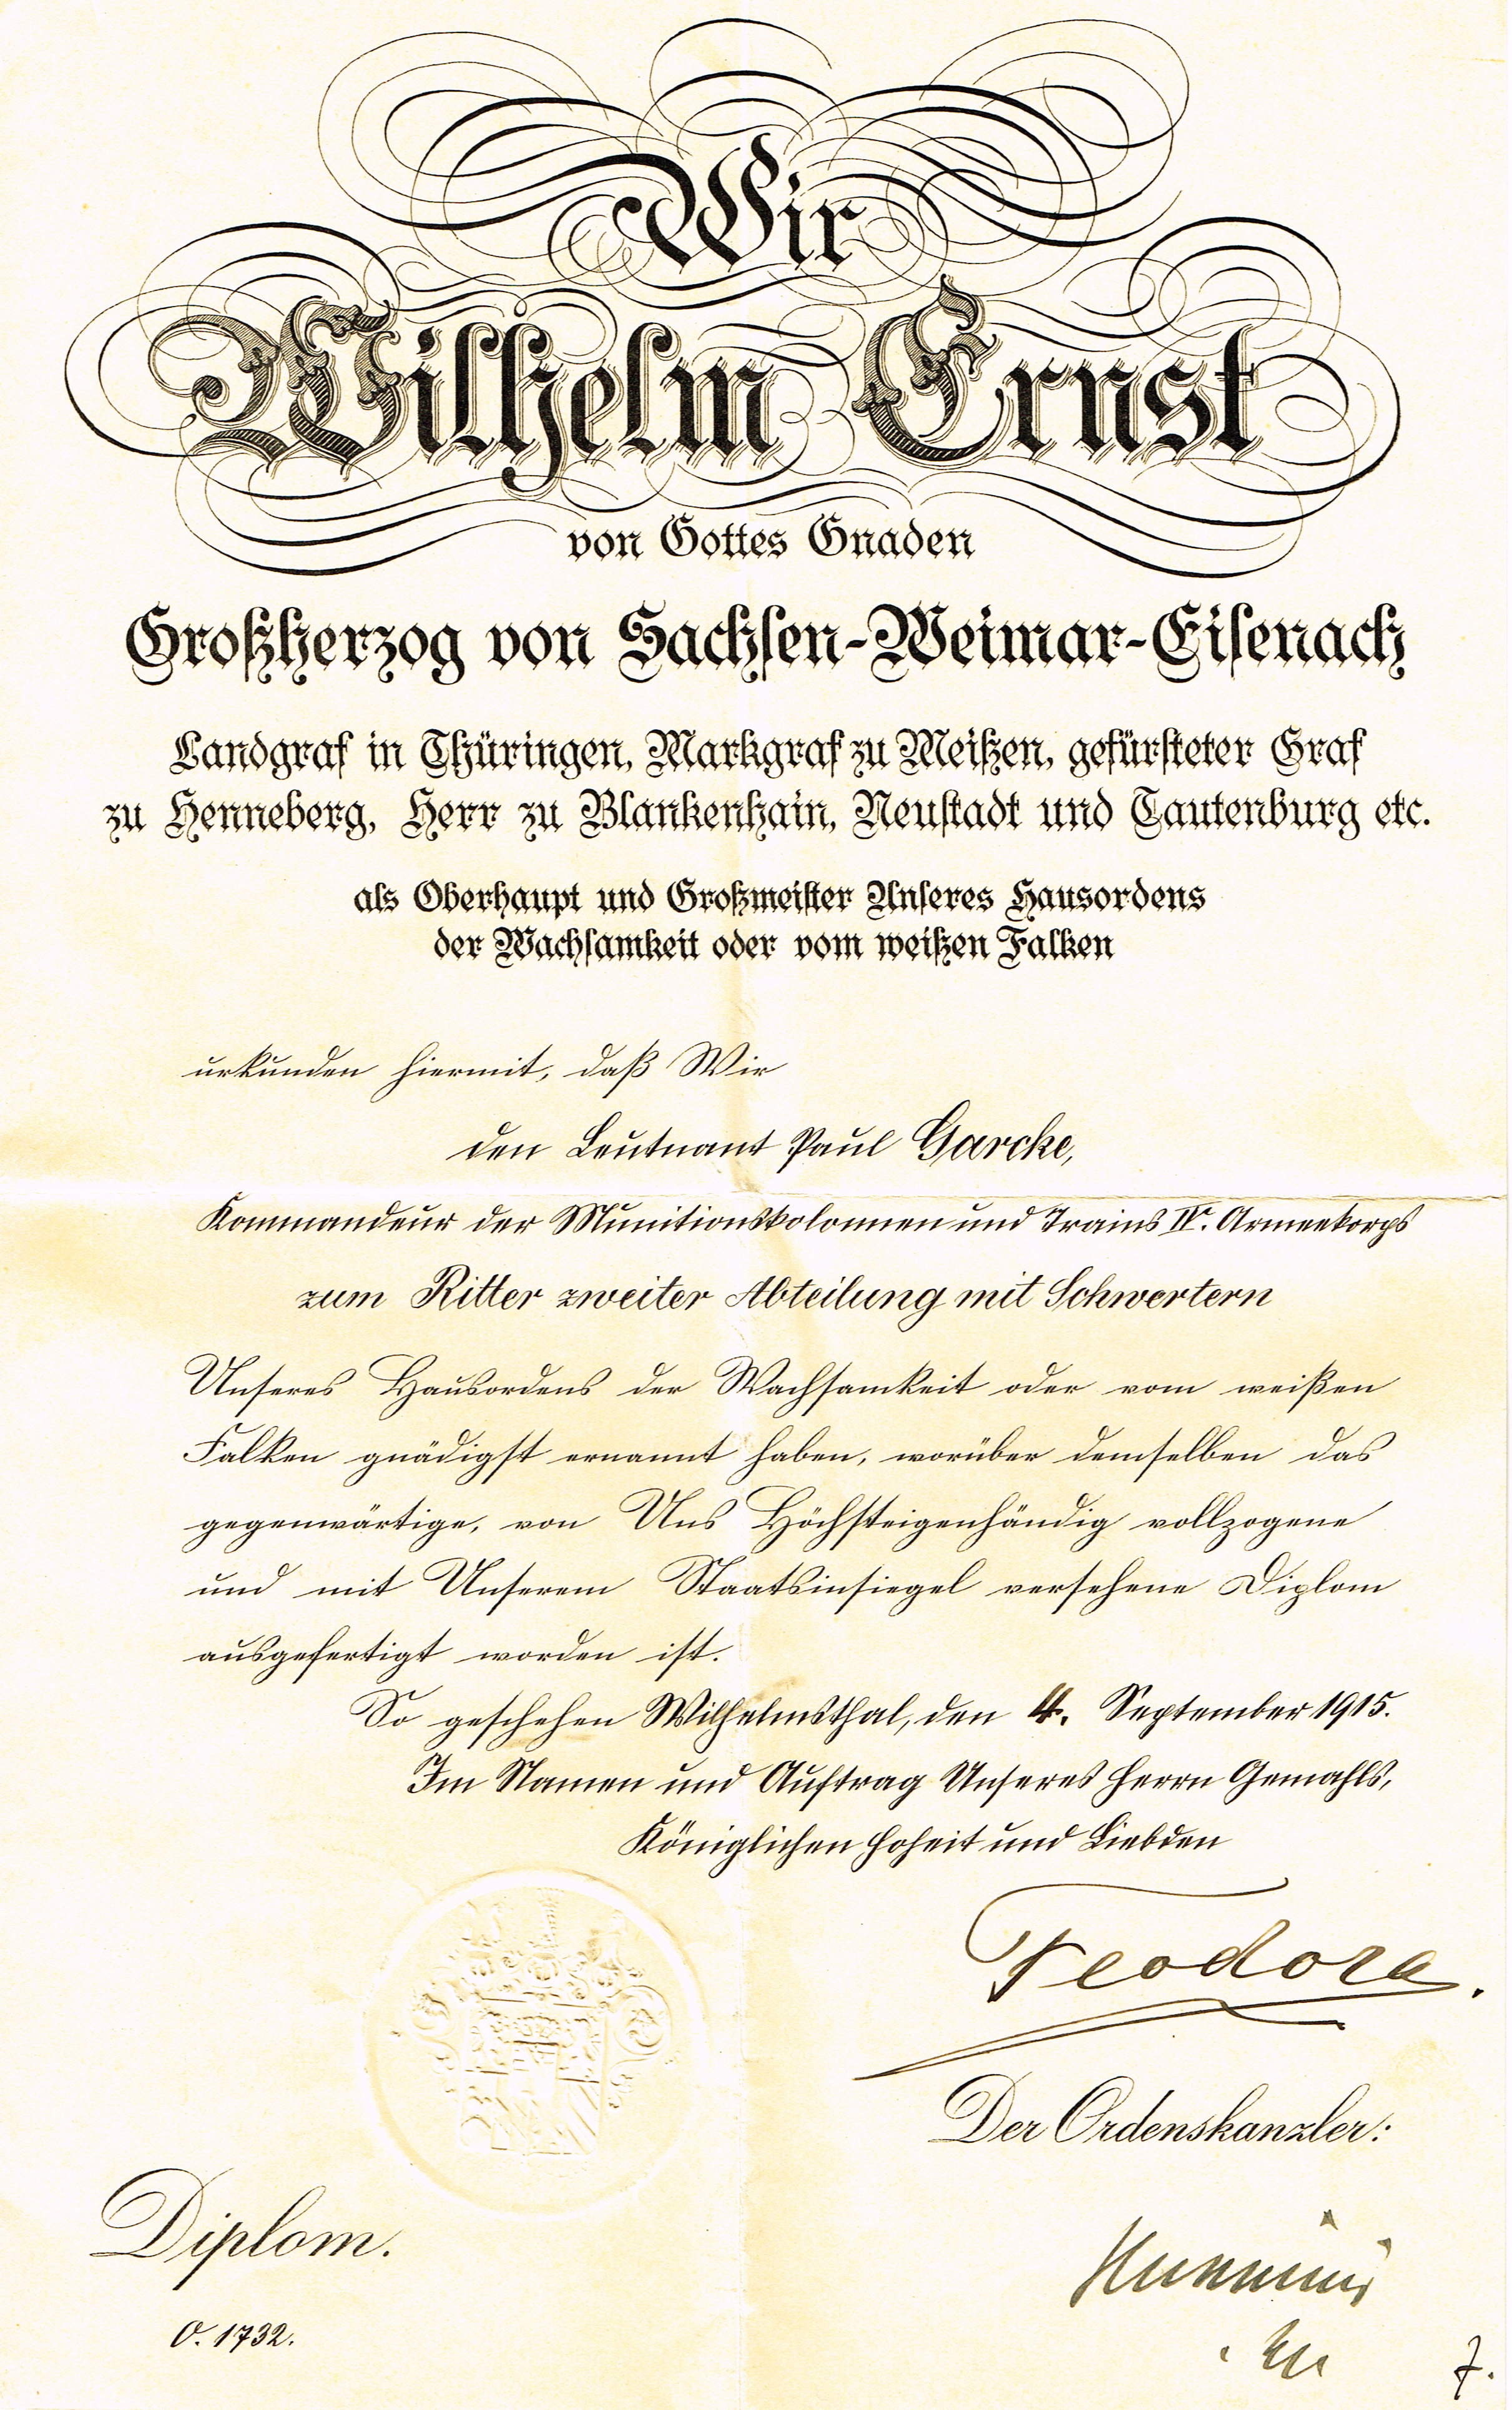 Wir
Wilhelm Ernst
von Gottes Gnaden
Großherzog von Sachsen-Weimar-Eisenach
Landgraf in Thüringen, Markgraf zu Meißen, gefürsteter Graf
zu Henneberg, Herr zu Blankenhain, Neustadt und Tautenburg etc.
als Oberhaupt und Großmeister Unseres Hausordens
der Wachsamkeit oder vom weißen Falken
urkunden hiermit, daß Wir
den Leutnant Paul Garcke,
Kommandeur der Munitionskolonnen und Trains IV. Armeekorps
zum Ritter zweiter Abteilung mit Schwertern
Unseres Hausordens der Wachsamkeit oder vom weißen
Falken gnädigst ernannt haben, worüber demselben das
gegenwärtige, von Uns Höchsteigenhändig vollzogene
und mit Unserem Staatsinsiegel versehene Diplom
ausgefertigt worden ist.
So geschehen Wilhelmsthal, den 4. September 1915.
Im Namen und Auftrag Unseres Herrn Gemahls,
Königlichen Hoheit und Liebden
Feodora.
Der Ordenskanzler:
Diplom.
O. 1732.